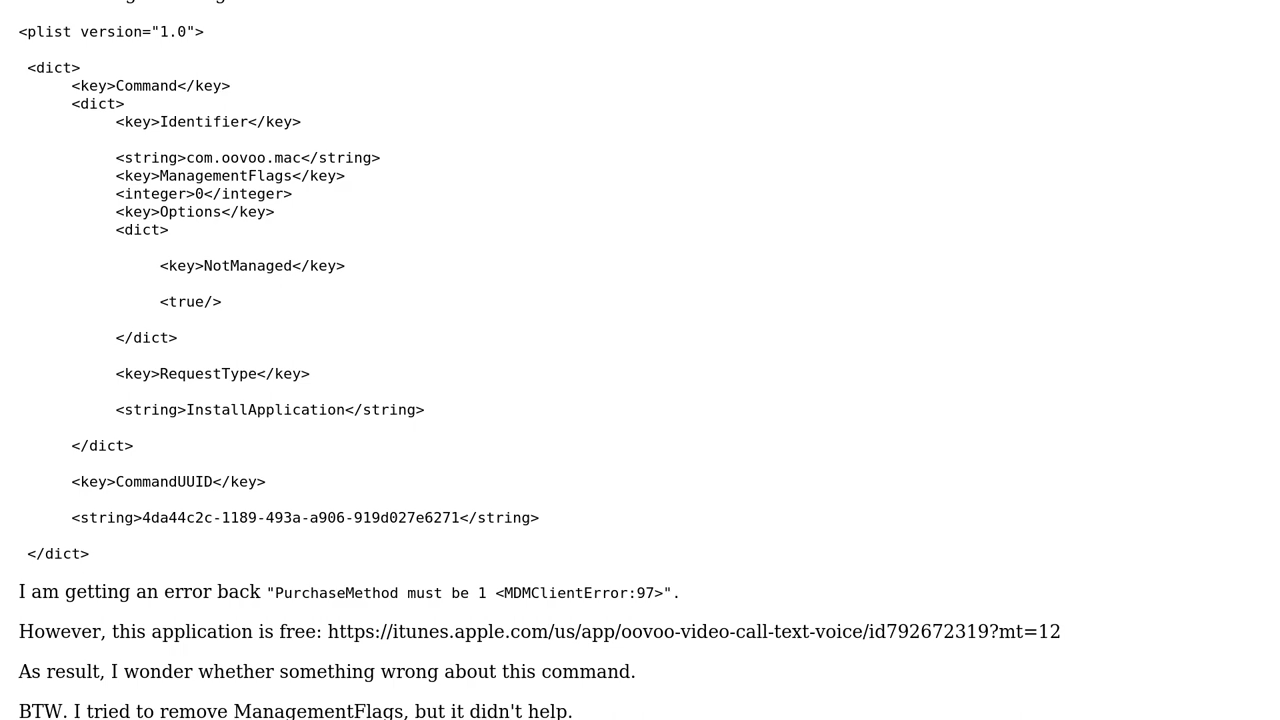 <plist version="1.0">
<dict>
<key>Command</key>
<dict>
<key>Identifier</key>
<string>com.oovoo.mac</string>
<key>ManagementFlags</key>
<integer>0</integer>
<key>Options</key>
<dict>
<key>NotManaged</key>
<true/>
</dict>
<key>RequestType</key>
<string>InstallApplication</string>
</dict>
<key>CommandUUID</key>
<string>4da44c2c-1189-493a-a906-919d027e6271</string>
</dict>
I am getting an error back "PurchaseMethod must be 1 <MDMClientError:97>".
However, this application is free: https://itunes.apple.com/us/app/oovoo-video-call-text-voice/id792672319?mt=12
As result, I wonder whether something wrong about this command.
BTW. I tried to remove ManagementFlags, but it didn't help.